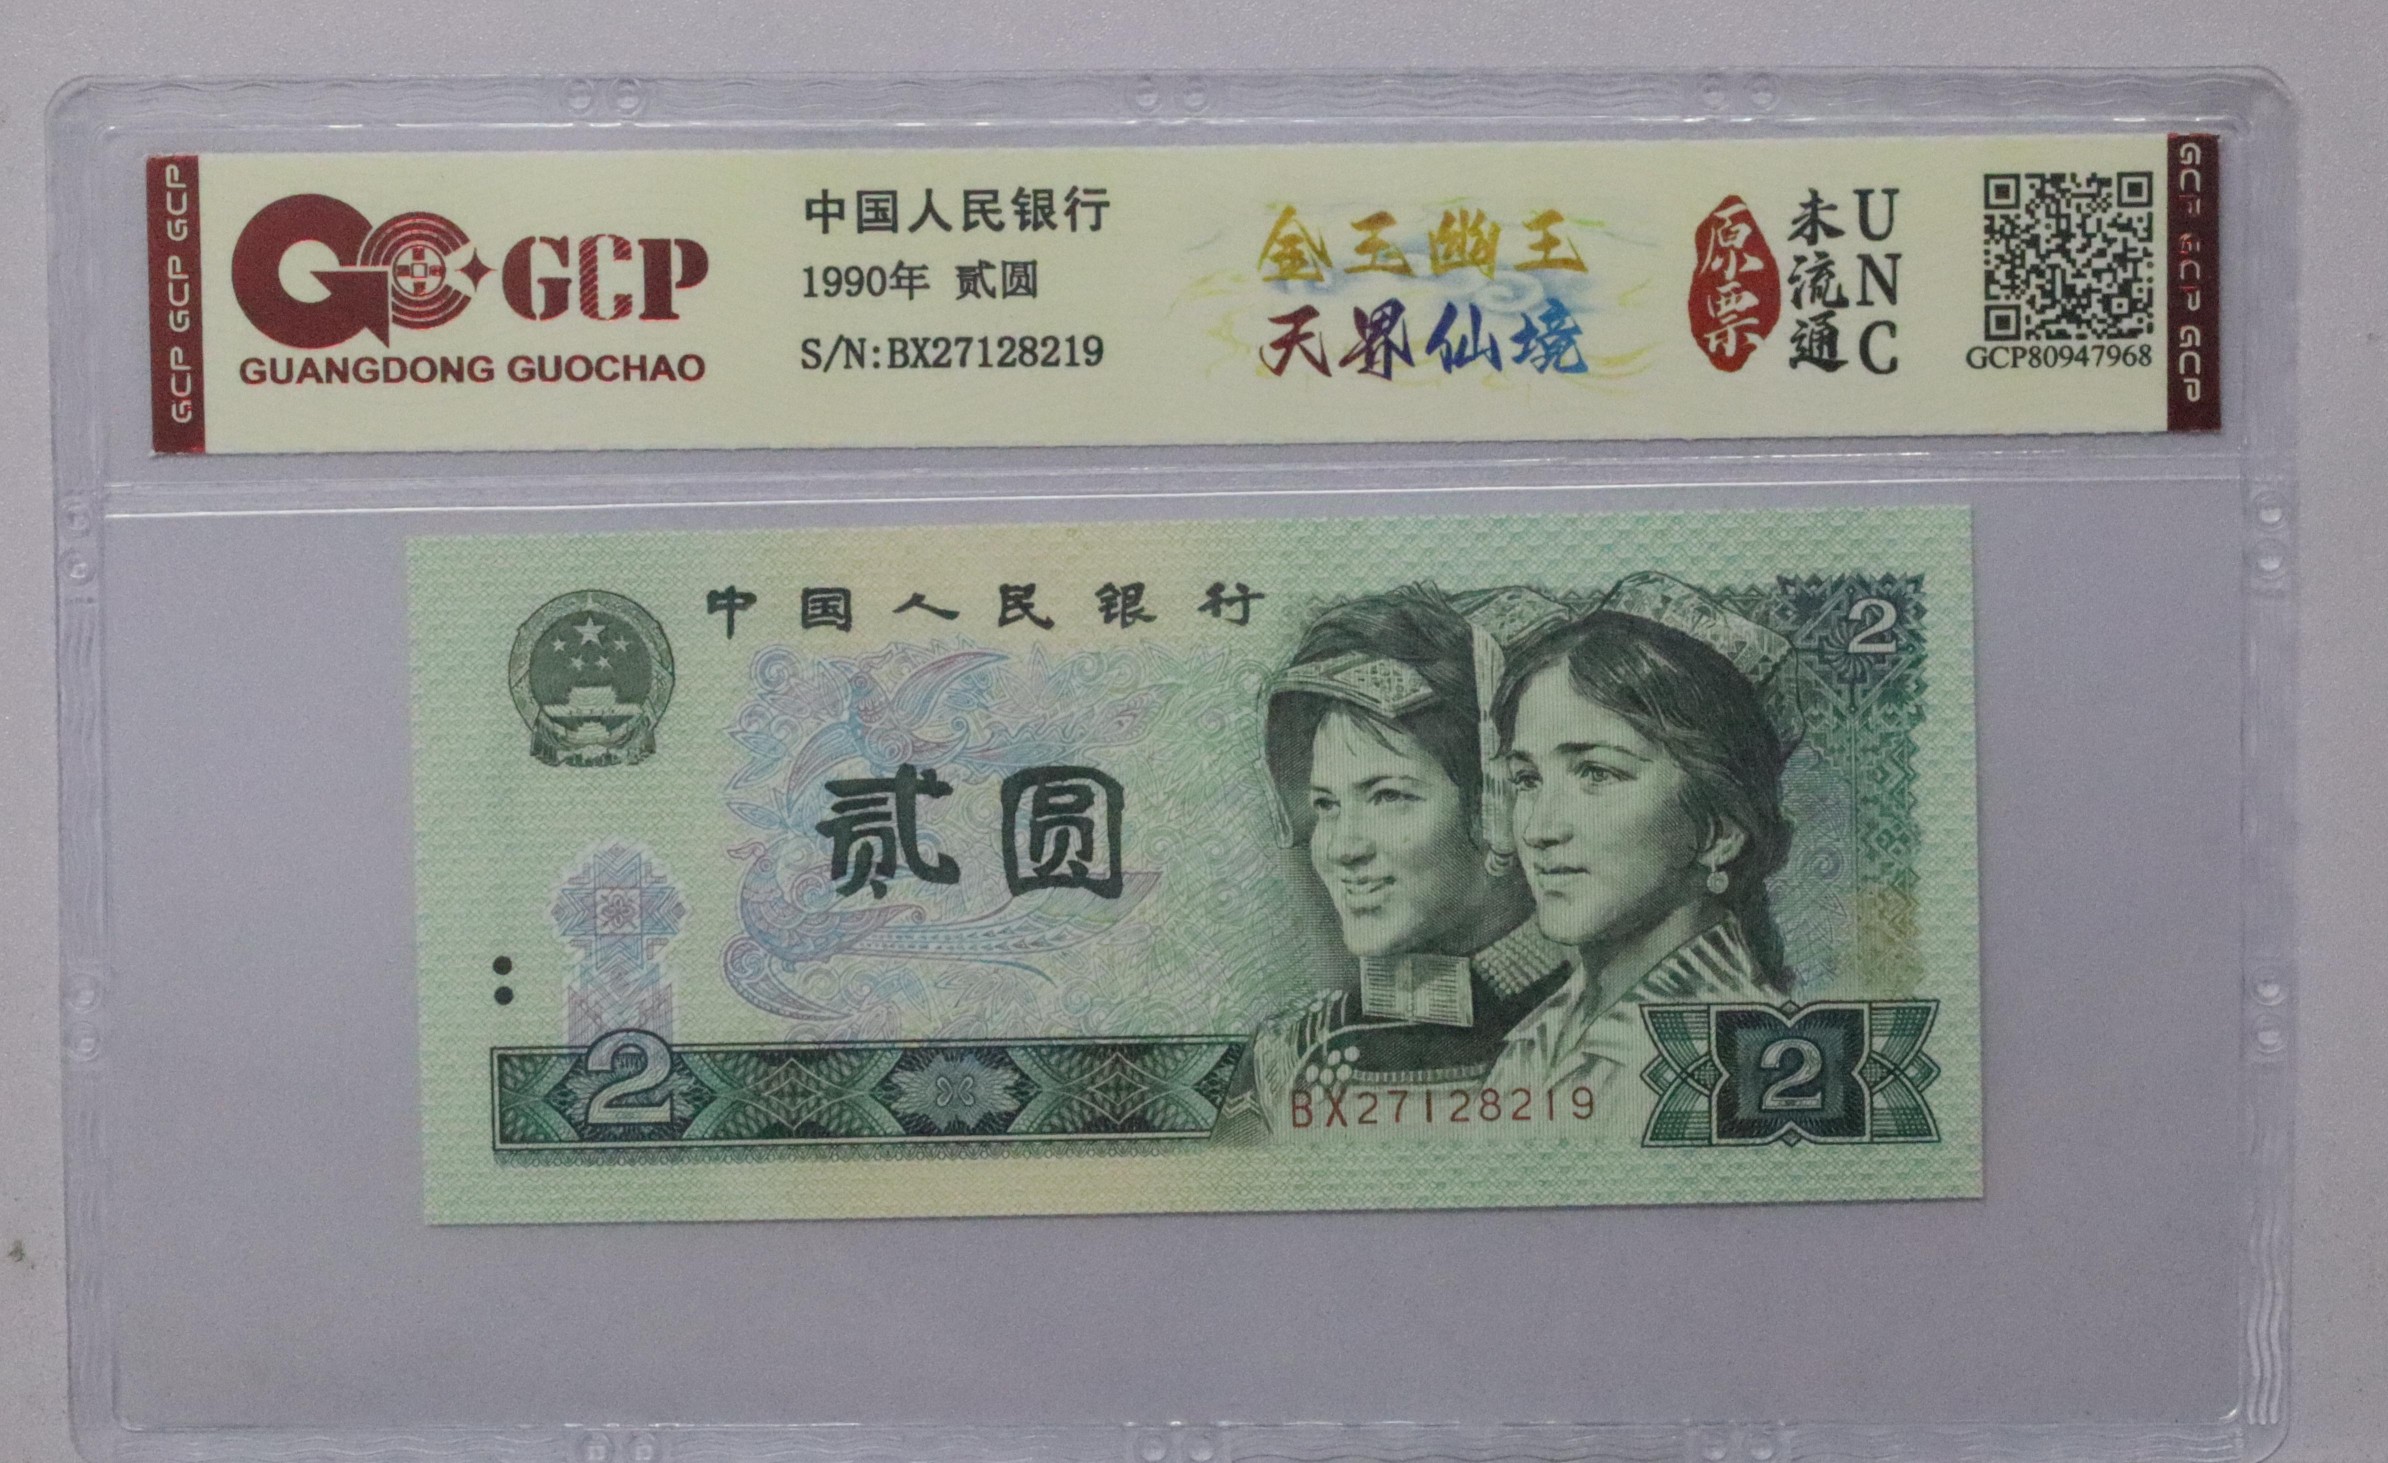 GCP GCP GCP
GCP
GUANGDONG GUOCHAO
中国人民银行
1990年 贰圆
S/N:BX27128219
金玉幽王
天界仙境
原票
未流通
UNC
GCP80947968
GCP GCP GCP
中国人民银行
2
贰圆
2
BX27128219
2